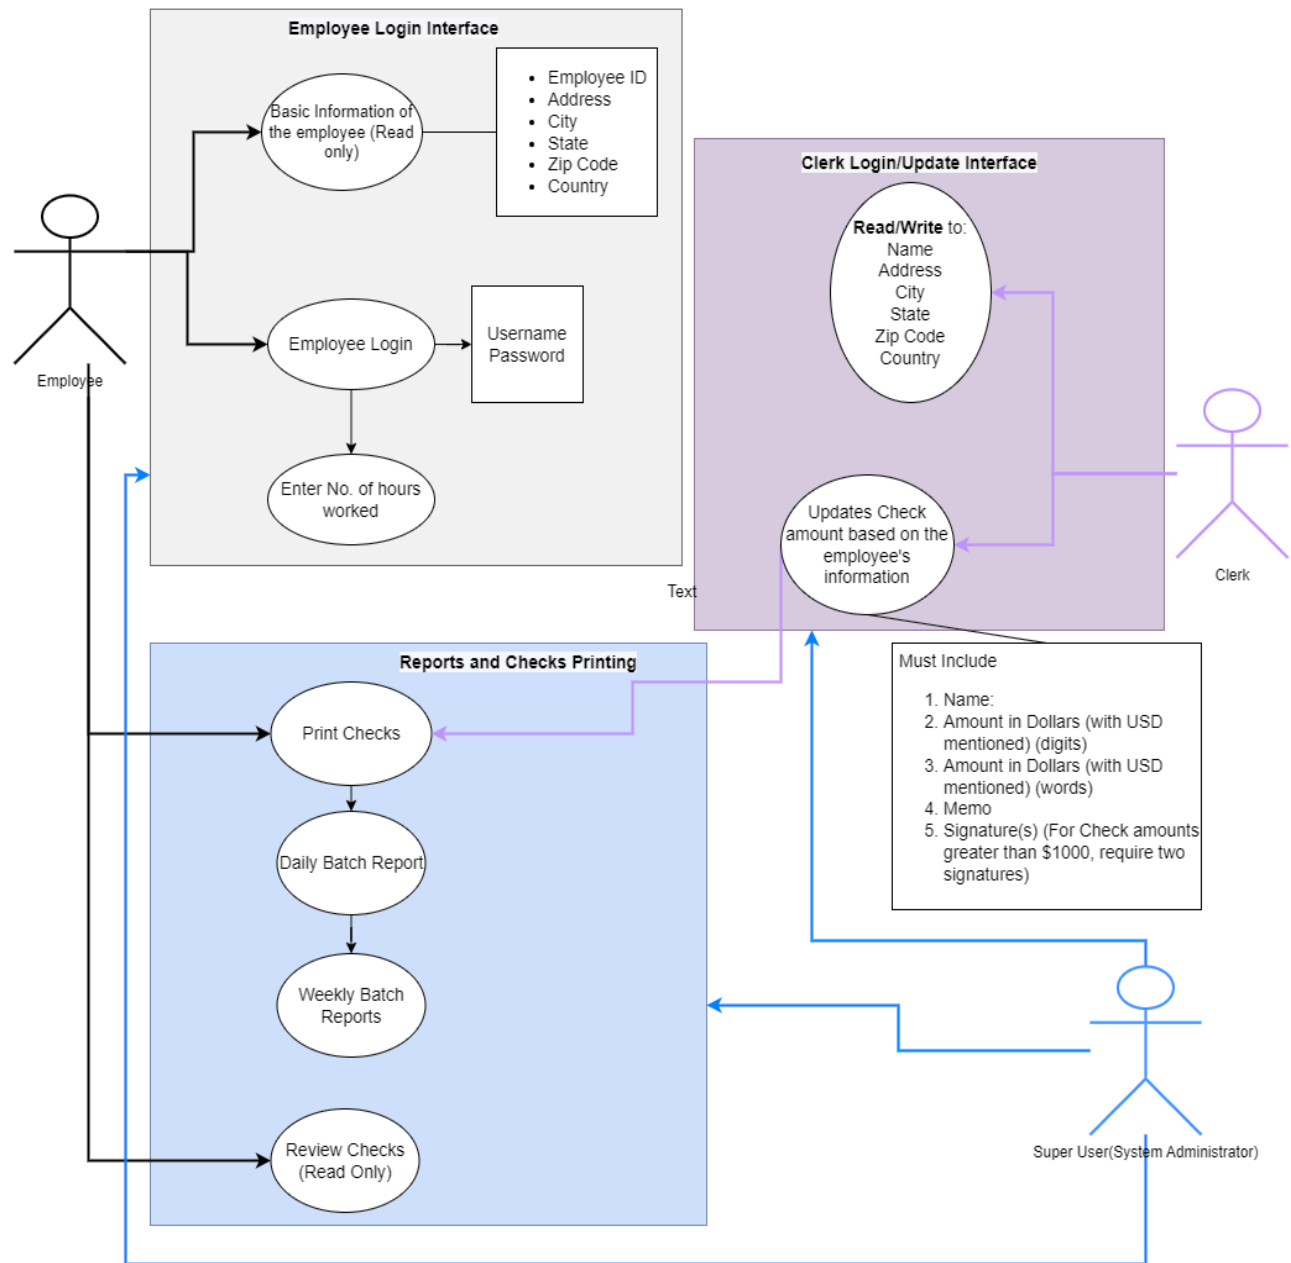 Employee Login Interface
Basic Information of
the employee (Read
only)
Employee ID
Address
City
State
Zip Code
Country
Employee
Employee Login
Username
Password
Enter No. of hours
worked
Clerk Login/Update Interface
Read/Write to:
Name
Address
City
State
Zip Code
Country
Updates Check
amount based on the
employee's
information
Clerk
Text
Reports and Checks Printing
Print Checks
Daily Batch Report
Weekly Batch
Reports
Review Checks
(Read Only)
Must Include
1. Name:
2. Amount in Dollars (with USD
mentioned) (digits)
3. Amount in Dollars (with USD
mentioned) (words)
4. Memo
5. Signature(s) (For Check amounts
greater than $1000, require two
signatures)
Super User(System Administrator)